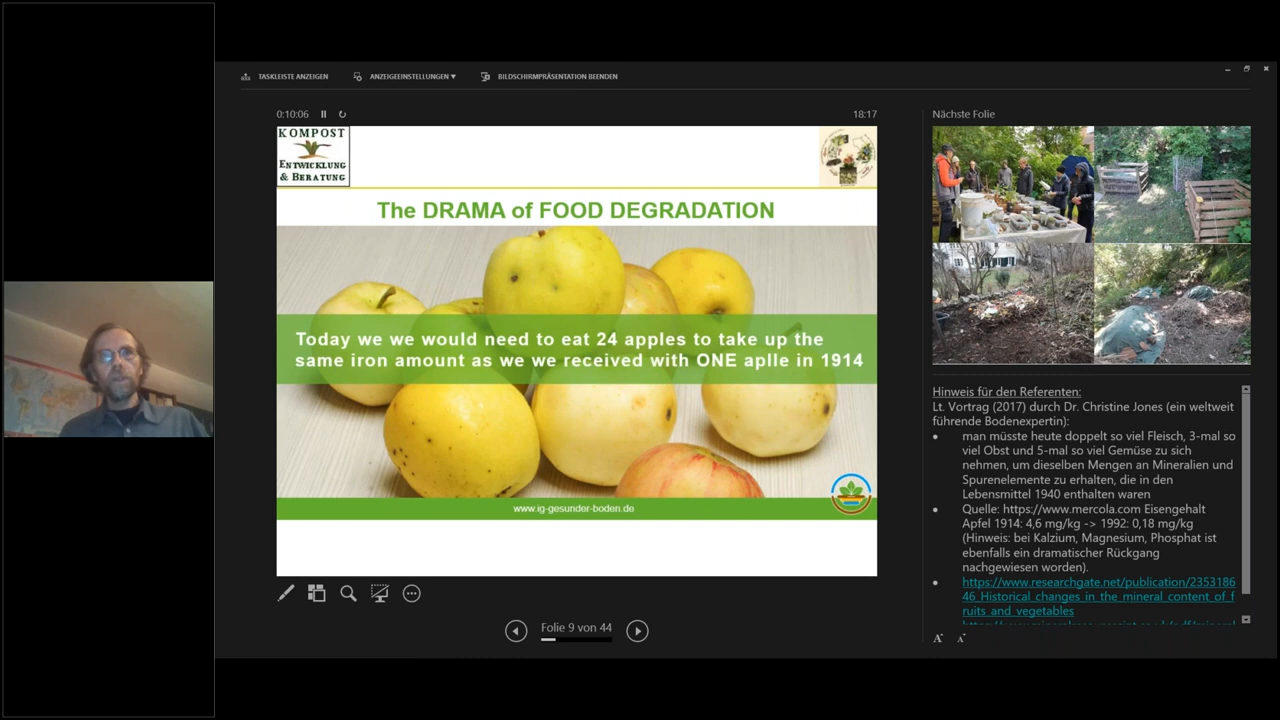 TASKLEISTE ANZEIGEN
ANZEIGEEINSTELLUNGEN ▼
BILDSCHIRMPRÄSENTATION BEENDEN
0:10:06
18:17
KOMPOST
ENTWICKLUNG
& BERATUNG
The DRAMA of FOOD DEGRADATION
Today we we would need to eat 24 apples to take up the
same iron amount as we we received with ONE aplle in 1914
www.ig-gesunder-boden.de
Folie 9 von 44
Nächste Folie
Hinweis für den Referenten:
Lt. Vortrag (2017) durch Dr. Christine Jones (ein weltweit
führende Bodenexpertin):
• man müsste heute doppelt so viel Fleisch, 3-mal so
viel Obst und 5-mal so viel Gemüse zu sich
nehmen, um dieselben Mengen an Mineralien und
Spurenelemente zu erhalten, die in den
Lebensmittel 1940 enthalten waren
• Quelle: https://www.mercola.com Eisengehalt
Apfel 1914: 4,6 mg/kg -> 1992: 0,18 mg/kg
(Hinweis: bei Kalzium, Magnesium, Phosphat ist
ebenfalls ein dramatischer Rückgang
nachgewiesen worden).
• https://www.researchgate.net/publication/2353186
46_Historical_changes_in_the_mineral_content_of_f
ruits_and_vegetables